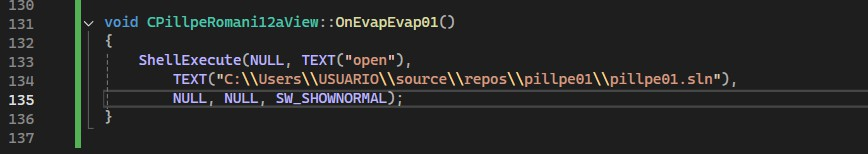 130
131 void CPillpeRomani12aView::OnEvapEvap01()
132 {
133     ShellExecute(NULL, TEXT("open"),
134         TEXT("C:\\Users\\USUARIO\\source\\repos\\pillpe01\\pillpe01.sln"),
135         NULL, NULL, SW_SHOWNORMAL);
136 }
137